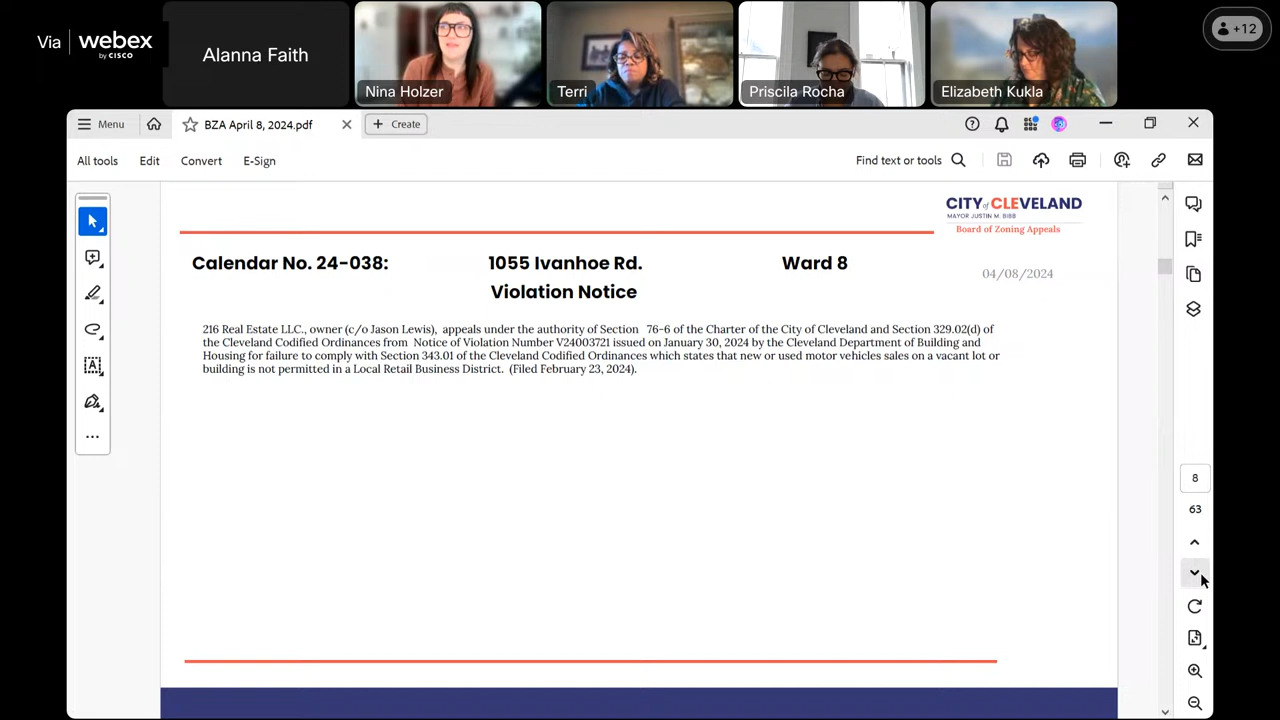 Via webex
by CISCO
Alanna Faith
Nina Holzer
Terri
Priscila Rocha
Elizabeth Kukla
+12
Menu
BZA April 8, 2024.pdf
Create
All tools
Edit
Convert
E-Sign
Find text or tools
CITY of CLEVELAND
MAYOR JUSTIN M. BIBB
Board of Zoning Appeals
Calendar No. 24-038:
1055 Ivanhoe Rd.
Ward 8
04/08/2024
Violation Notice
216 Real Estate LLC., owner (c/o Jason Lewis), appeals under the authority of Section 76-6 of the Charter of the City of Cleveland and Section 329.02(d) of
the Cleveland Codified Ordinances from Notice of Violation Number V24003721 issued on January 30, 2024 by the Cleveland Department of Building and
Housing for failure to comply with Section 343.01 of the Cleveland Codified Ordinances which states that new or used motor vehicles sales on a vacant lot or
building is not permitted in a Local Retail Business District. (Filed February 23, 2024).
8
63